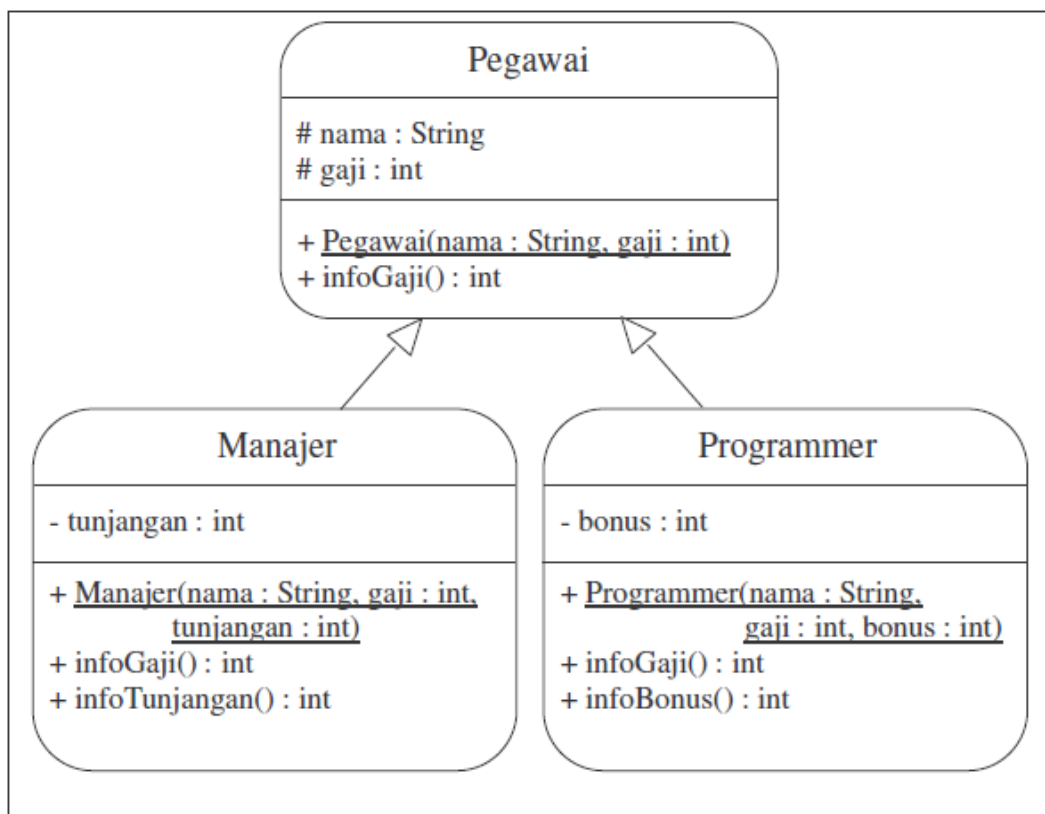 Pegawai
# nama : String
# gaji : int
+ Pegawai(nama : String, gaji : int)
+ infoGaji() : int
Manajer
- tunjangan : int
+ Manajer(nama : String, gaji : int,
tunjangan : int)
+ infoGaji() : int
+ infoTunjangan() : int
Programmer
- bonus : int
+ Programmer(nama : String,
gaji : int, bonus : int)
+ infoGaji() : int
+ infoBonus() : int